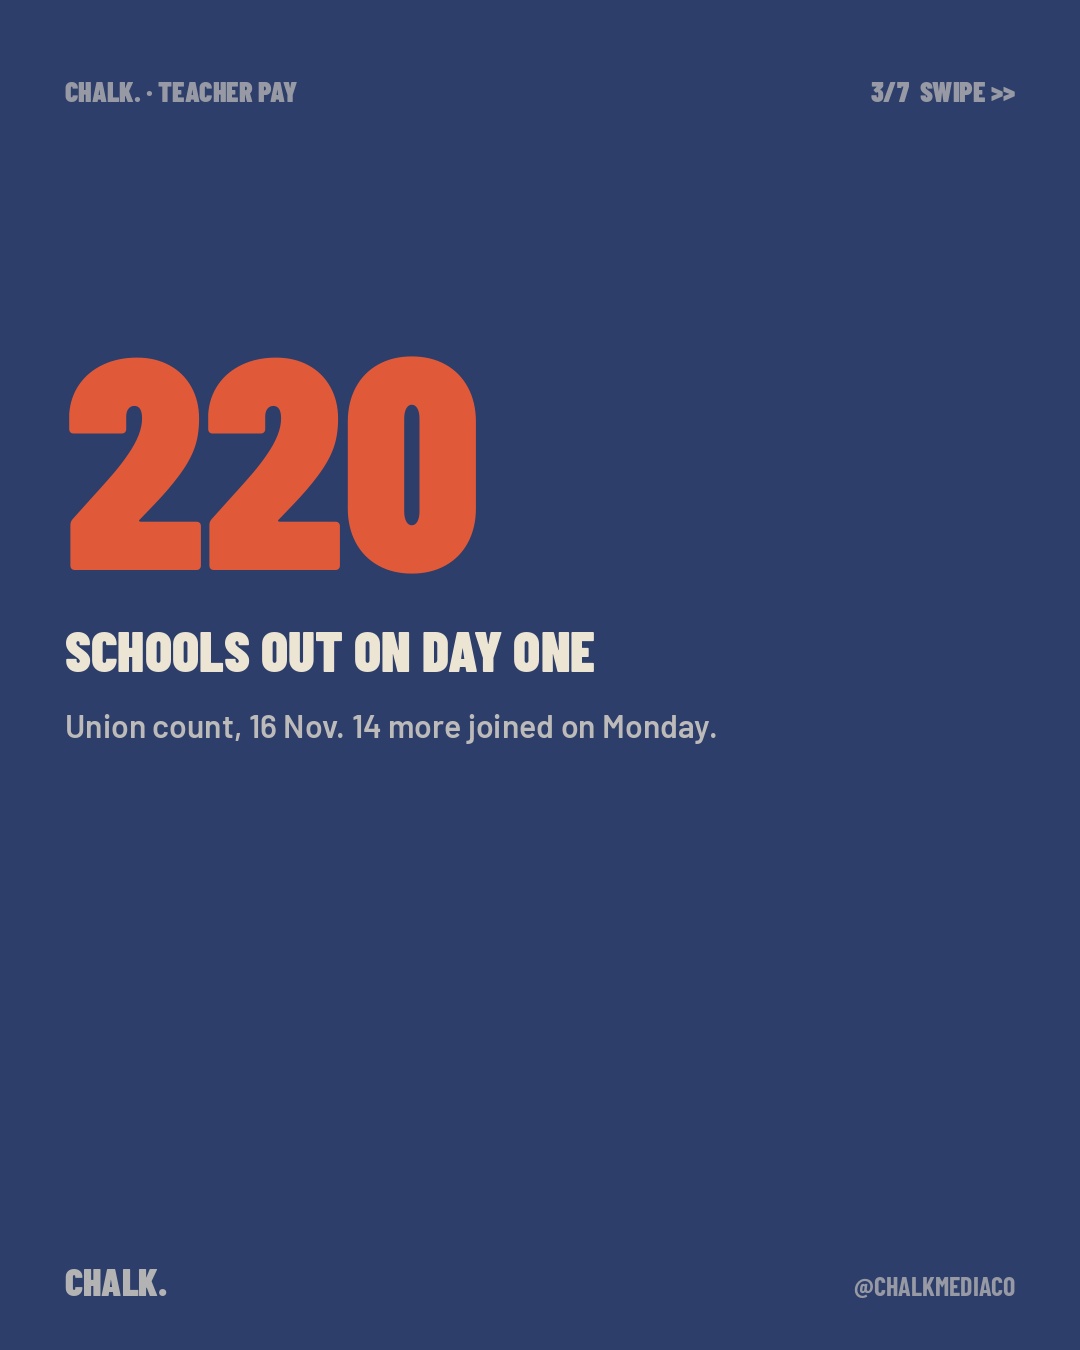 CHALK. · TEACHER PAY
3/7 SWIPE >>
220
SCHOOLS OUT ON DAY ONE
Union count, 16 Nov. 14 more joined on Monday.
CHALK.
@CHALKMEDIACO